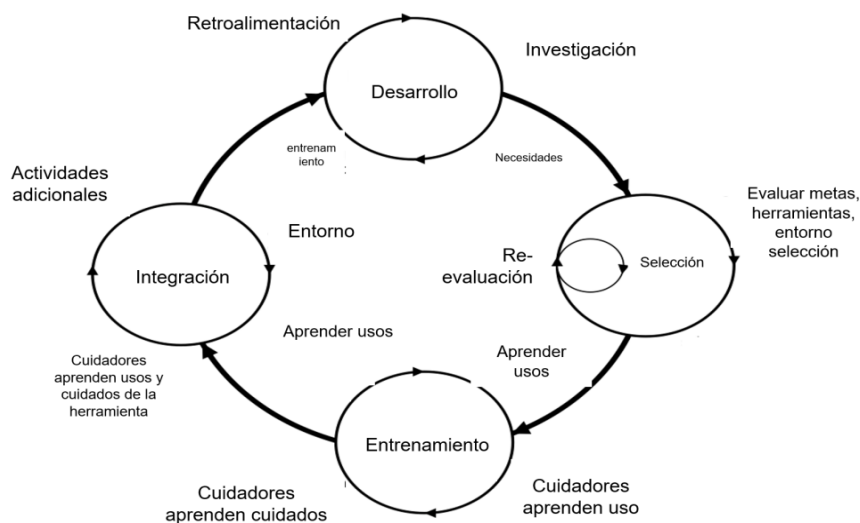 Retroalimentación
Investigación
Desarrollo
entrenam
iento
Necesidades
Actividades
adicionales
Evaluar metas,
herramientas,
entorno
selección
Entorno
Re-
evaluación
Selección
Integración
Aprender usos
Aprender
usos
Cuidadores
aprenden usos y
cuidados de la
herramienta
Entrenamiento
Cuidadores
aprenden cuidados
Cuidadores
aprenden uso